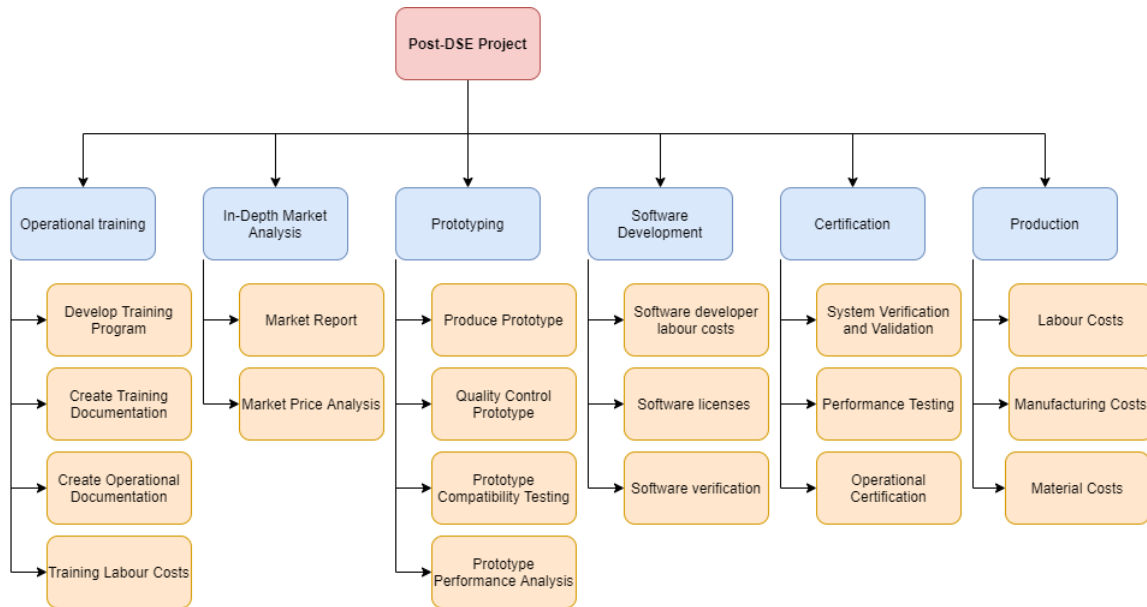 Post-DSE Project
Operational training
In-Depth Market
Analysis
Prototyping
Software
Development
Certification
Production
Develop Training
Program
Create Training
Documentation
Create Operational
Documentation
Training Labour Costs
Market Report
Market Price Analysis
Produce Prototype
Quality Control
Prototype
Prototype
Compatibility Testing
Prototype
Performance Analysis
Software developer
labour costs
Software licenses
Software verification
System Verification
and Validation
Performance Testing
Operational
Certification
Labour Costs
Manufacturing Costs
Material Costs